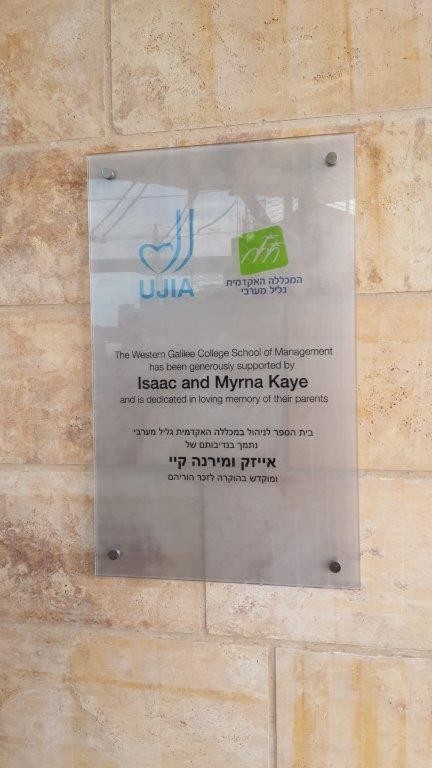 UJIA
המכללה האקדמית
גליל מערבי
The Western Galilee College School of Management
has been generously supported by
Isaac and Myrna Kaye
and is dedicated in loving memory of their parents
בית הספר לניהול במכללה האקדמית גליל מערבי
נתמך בנדיבותם של
אייזק ומירנה קיי
ומוקדש בהוקרה לזכר הוריהם